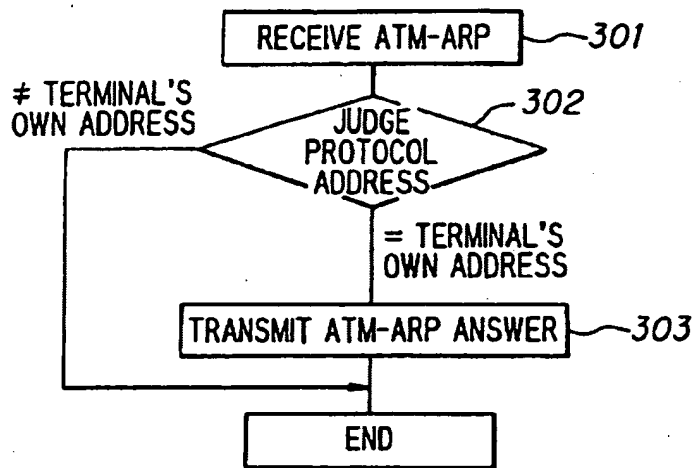 RECEIVE ATM-ARP
301
≠ TERMINAL'S
OWN ADDRESS
302
JUDGE
PROTOCOL
ADDRESS
= TERMINAL'S
OWN ADDRESS
TRANSMIT ATM-ARP ANSWER
303
END